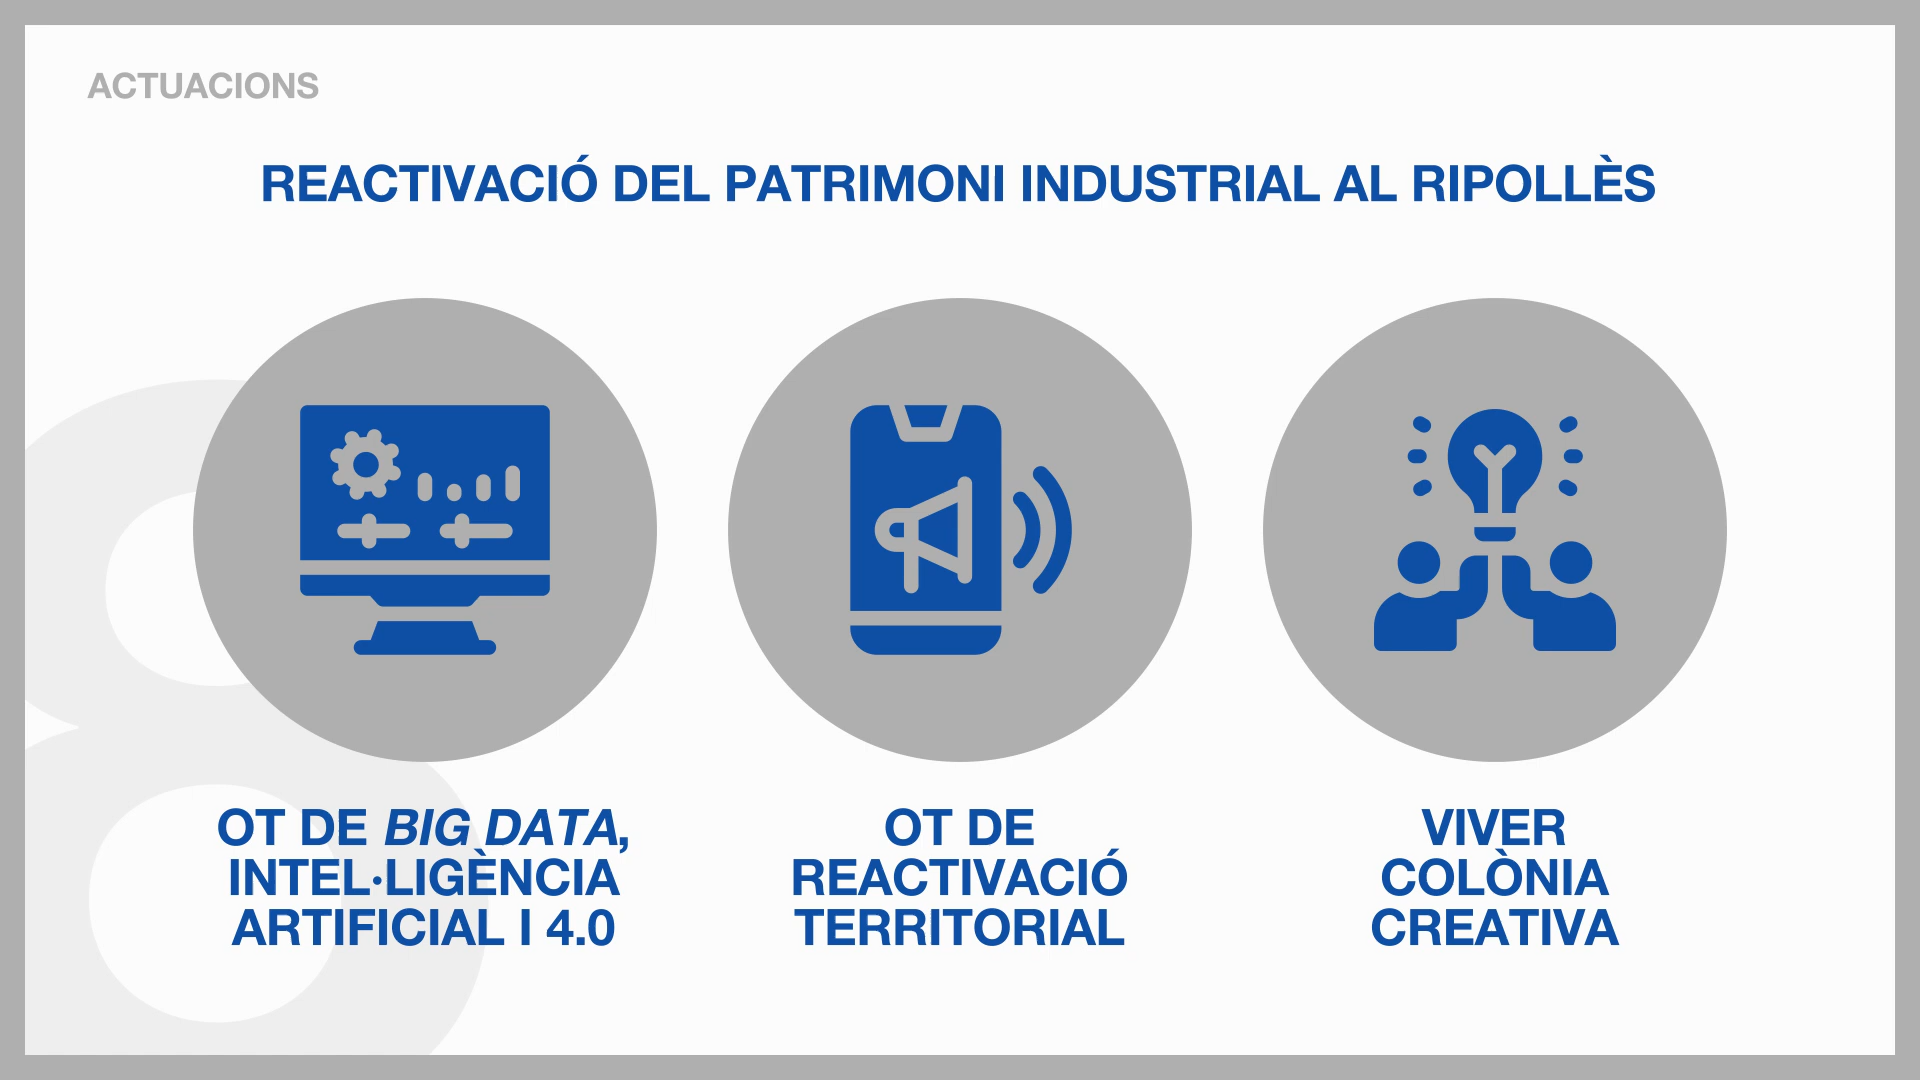 ACTUACIONS
REACTIVACIÓ DEL PATRIMONI INDUSTRIAL AL RIPOLLÈS
8
OT DE BIG DATA,
INTEL·LIGÈNCIA
ARTIFICIAL I 4.0
OT DE
REACTIVACIÓ
TERRITORIAL
VIVER
COLÒNIA
CREATIVA